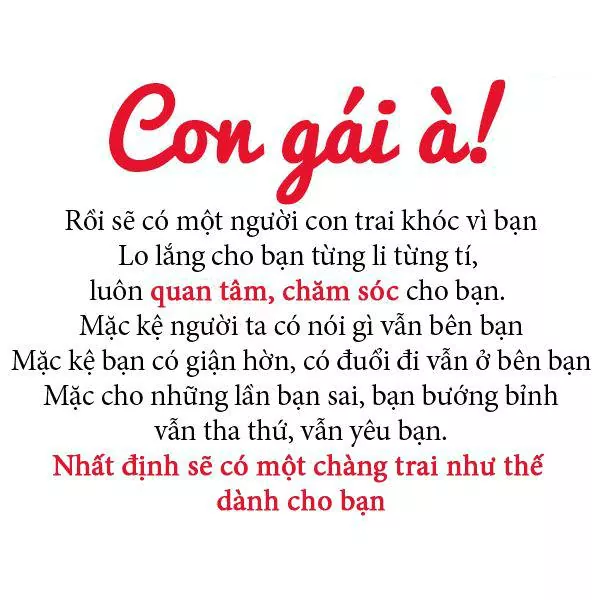 Con gái à!
Rồi sẽ có một người con trai khóc vì bạn
Lo lắng cho bạn từng li từng tí,
luôn quan tâm, chăm sóc cho bạn.
Mặc kệ người ta có nói gì vẫn bên bạn
Mặc kệ bạn có giận hờn, có đuổi đi vẫn ở bên bạn
Mặc cho những lần bạn sai, bạn bướng bỉnh
vẫn tha thứ, vẫn yêu bạn.
Nhất định sẽ có một chàng trai như thế
dành cho bạn